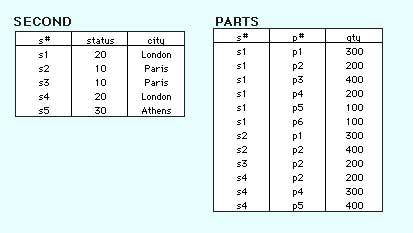 SECOND
s# status city
s1 20 London
s2 10 Paris
s3 10 Paris
s4 20 London
s5 30 Athens
PARTS
s# p# qty
s1 p1 300
s1 p2 200
s1 p3 400
s1 p4 200
s1 p5 100
s1 p6 100
s2 p1 300
s2 p2 400
s3 p2 200
s4 p2 200
s4 p4 300
s4 p5 400